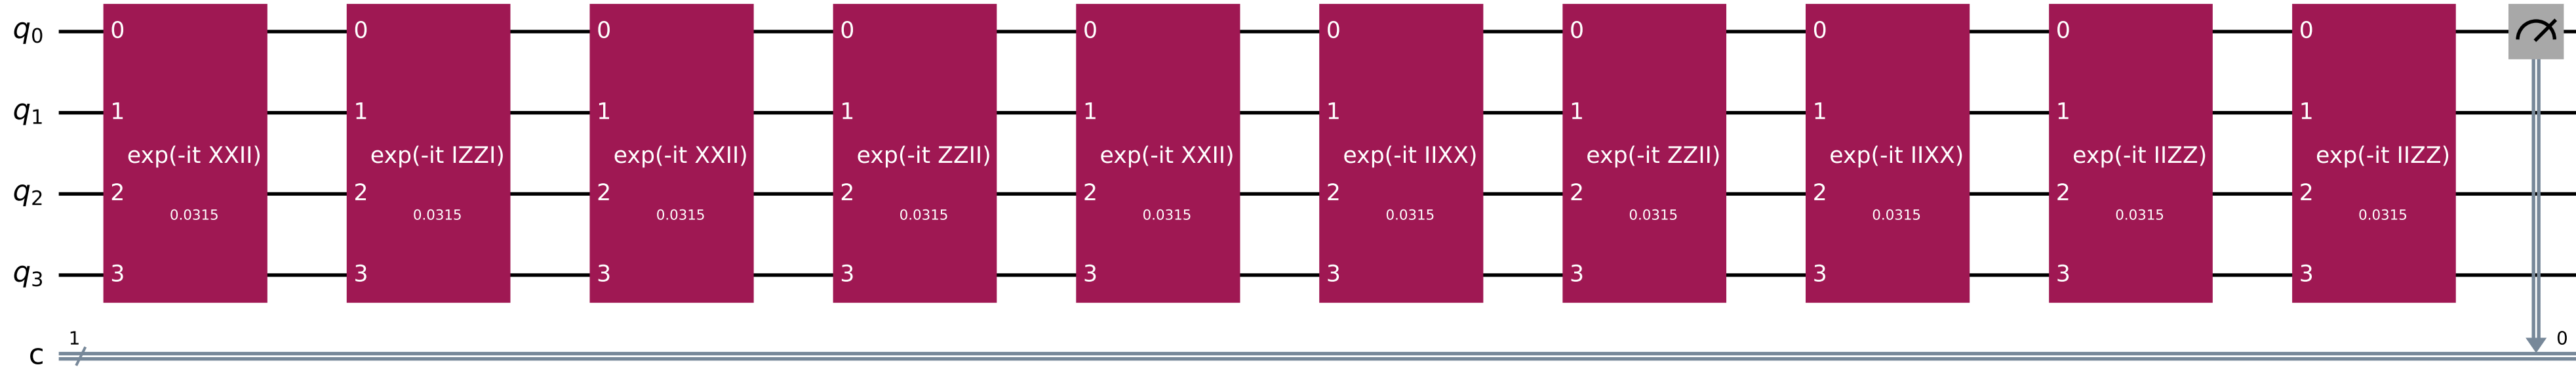 q0 0 0 0 0 0 0 0 0 0 0
q1 1 1 1 1 1 1 1 1 1 1
exp(-it XXII) exp(-it IZZI) exp(-it XXII) exp(-it ZZII) exp(-it XXII) exp(-it IIXX) exp(-it ZZII) exp(-it IIXX) exp(-it IIZZ) exp(-it IIZZ)
q2 2 2 2 2 2 2 2 2 2 2
0.0315 0.0315 0.0315 0.0315 0.0315 0.0315 0.0315 0.0315 0.0315 0.0315
q3 3 3 3 3 3 3 3 3 3 3
1 0
c